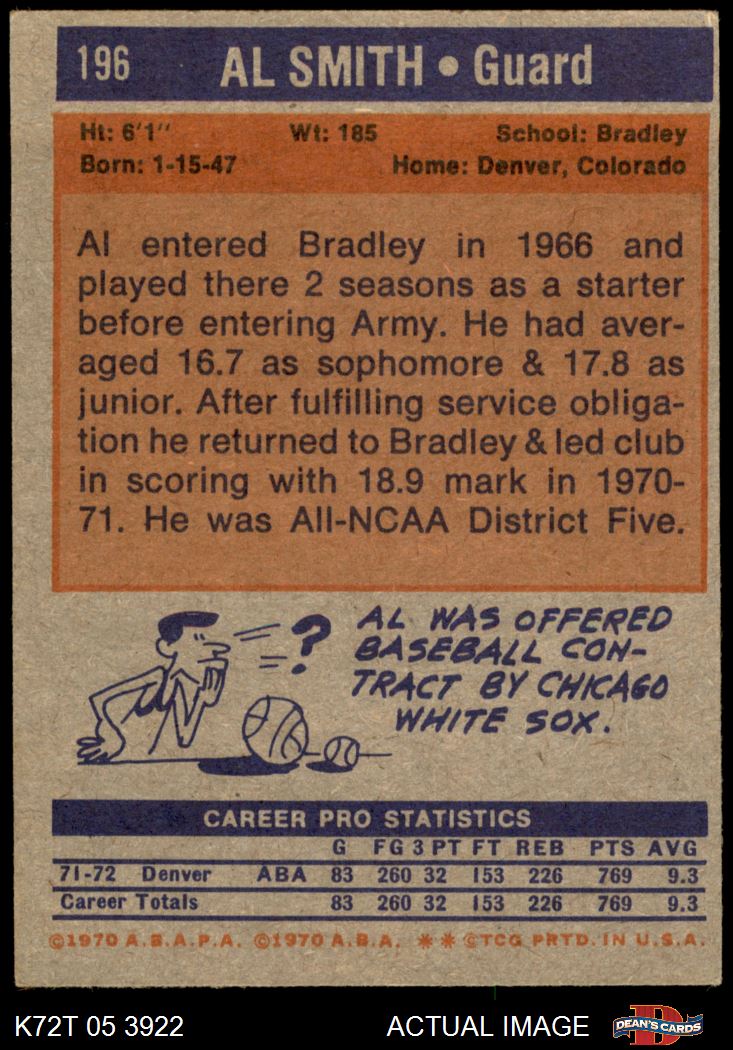 196 AL SMITH • Guard
Ht: 6'1" Wt: 185 School: Bradley
Born: 1-15-47 Home: Denver, Colorado
Al entered Bradley in 1966 and
played there 2 seasons as a starter
before entering Army. He had aver-
aged 16.7 as sophomore & 17.8 as
junior. After fulfilling service obliga-
tion he returned to Bradley & led club
in scoring with 18.9 mark in 1970-
71. He was All-NCAA District Five.
?
AL WAS OFFERED
BASEBALL CON-
TRACT BY CHICAGO
WHITE SOX.
CAREER PRO STATISTICS
G FG 3 PT FT REB PTS AVG
71-72 Denver ABA 83 260 32 153 226 769 9.3
Career Totals 83 260 32 153 226 769 9.3
©1970 A.B.A.P.A. ©1970 A.B.A. ** ©TCG PRTD. IN U.S.A.
K72T 05 3922 ACTUAL IMAGE D DEAN'S CARDS